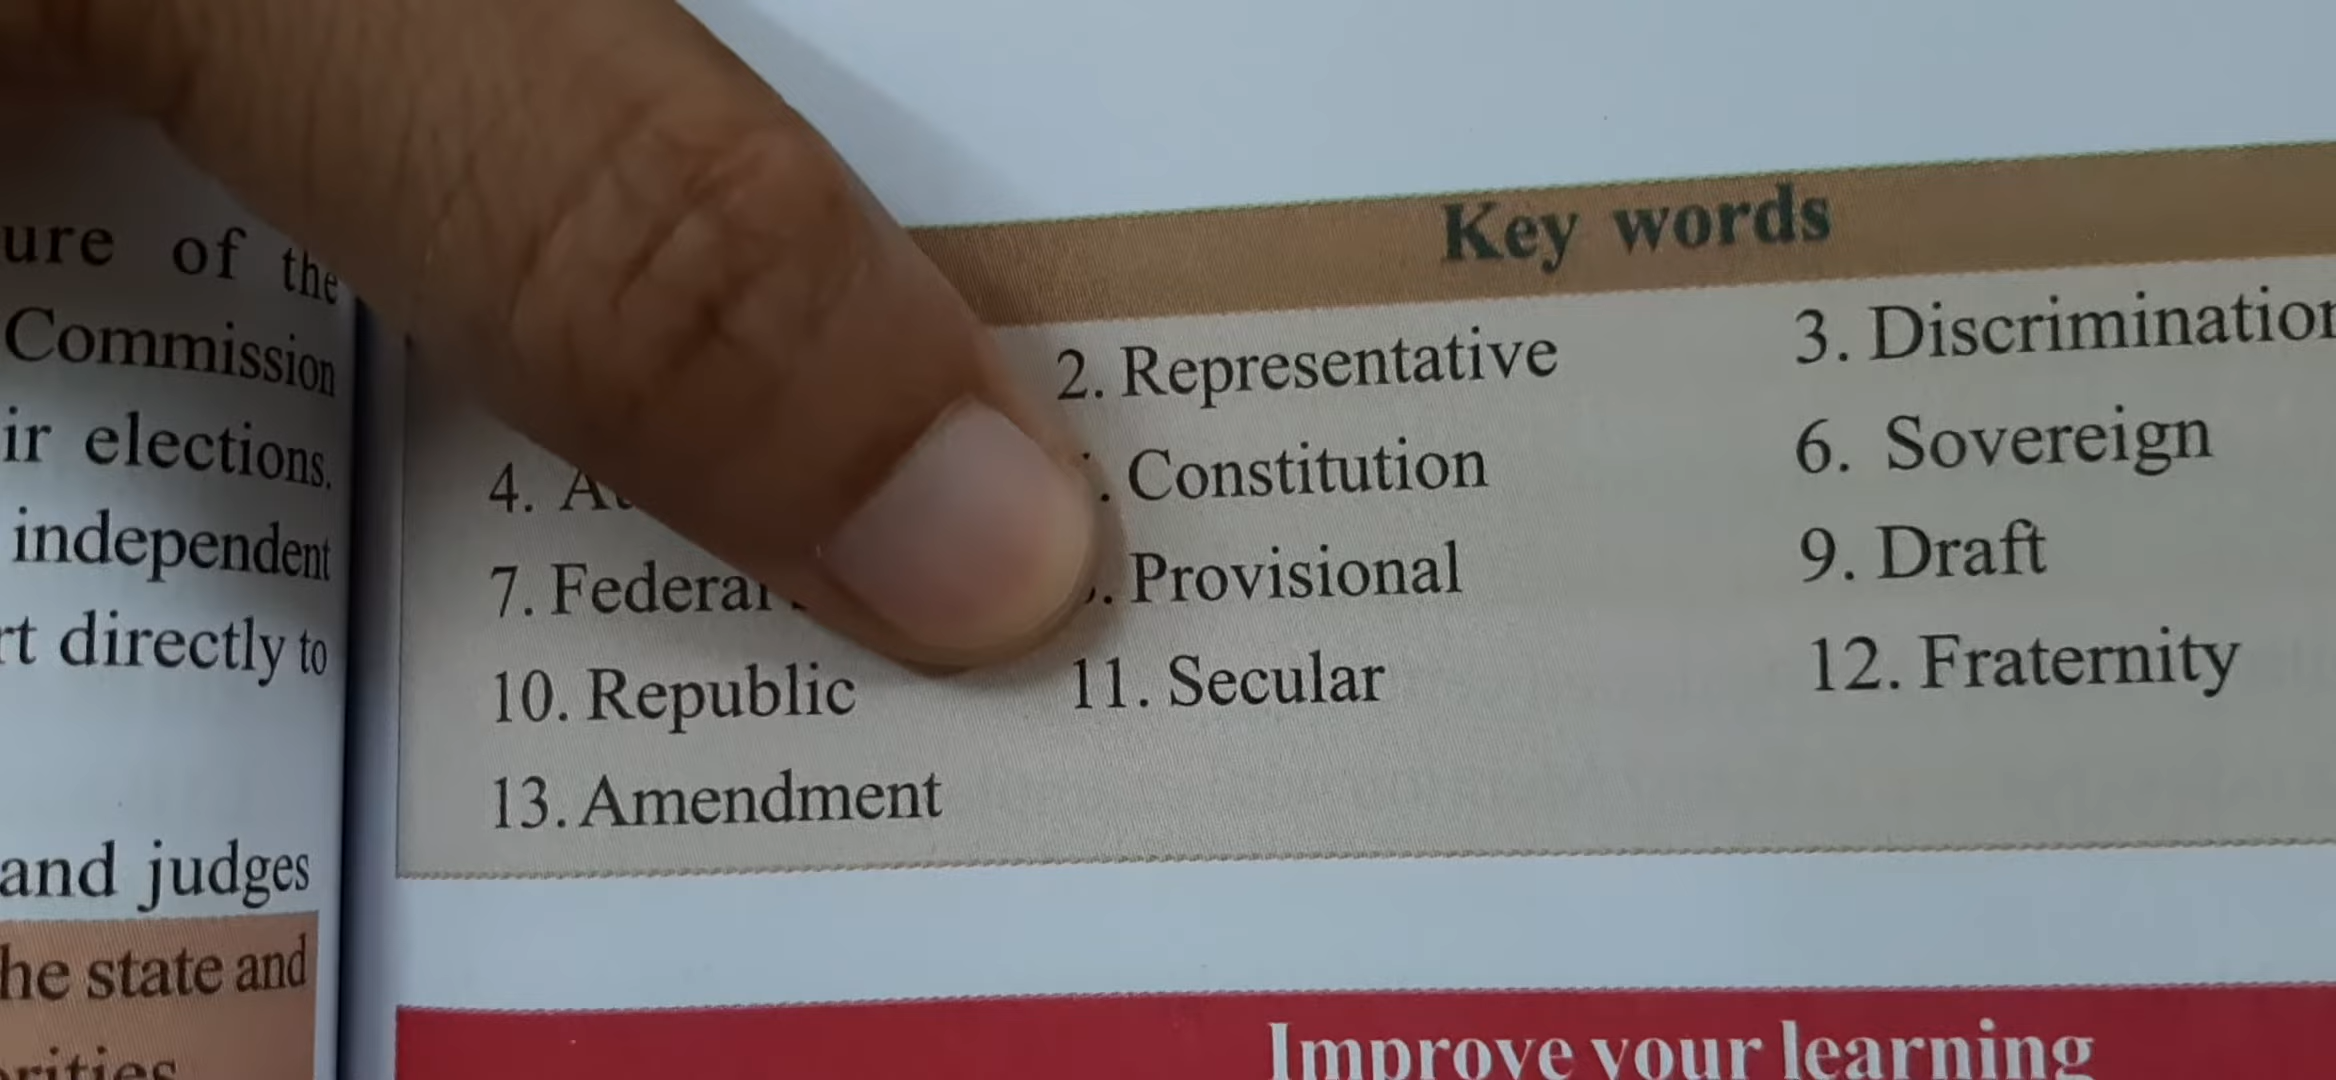 ure of the
Commission
ir elections.
independent
rt directly to
and judges
he state and
Key words
2. Representative 3. Discrimination
4. Constitution 6. Sovereign
7. Federal Provisional 9. Draft
10. Republic 11. Secular 12. Fraternity
13. Amendment
Improve your learning